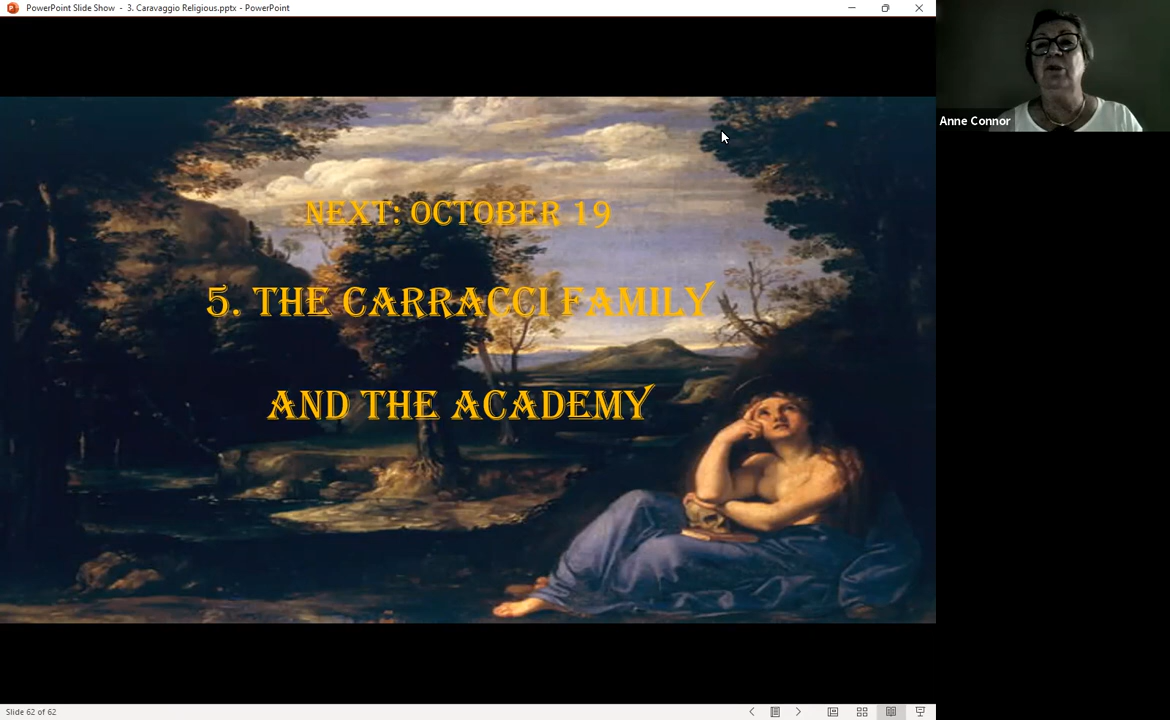 PowerPoint Slide Show - 3. Caravaggio Religious.pptx - PowerPoint
Anne Connor
NEXT: OCTOBER 19
5. THE CARRACCI FAMILY
AND THE ACADEMY
Slide 62 of 62